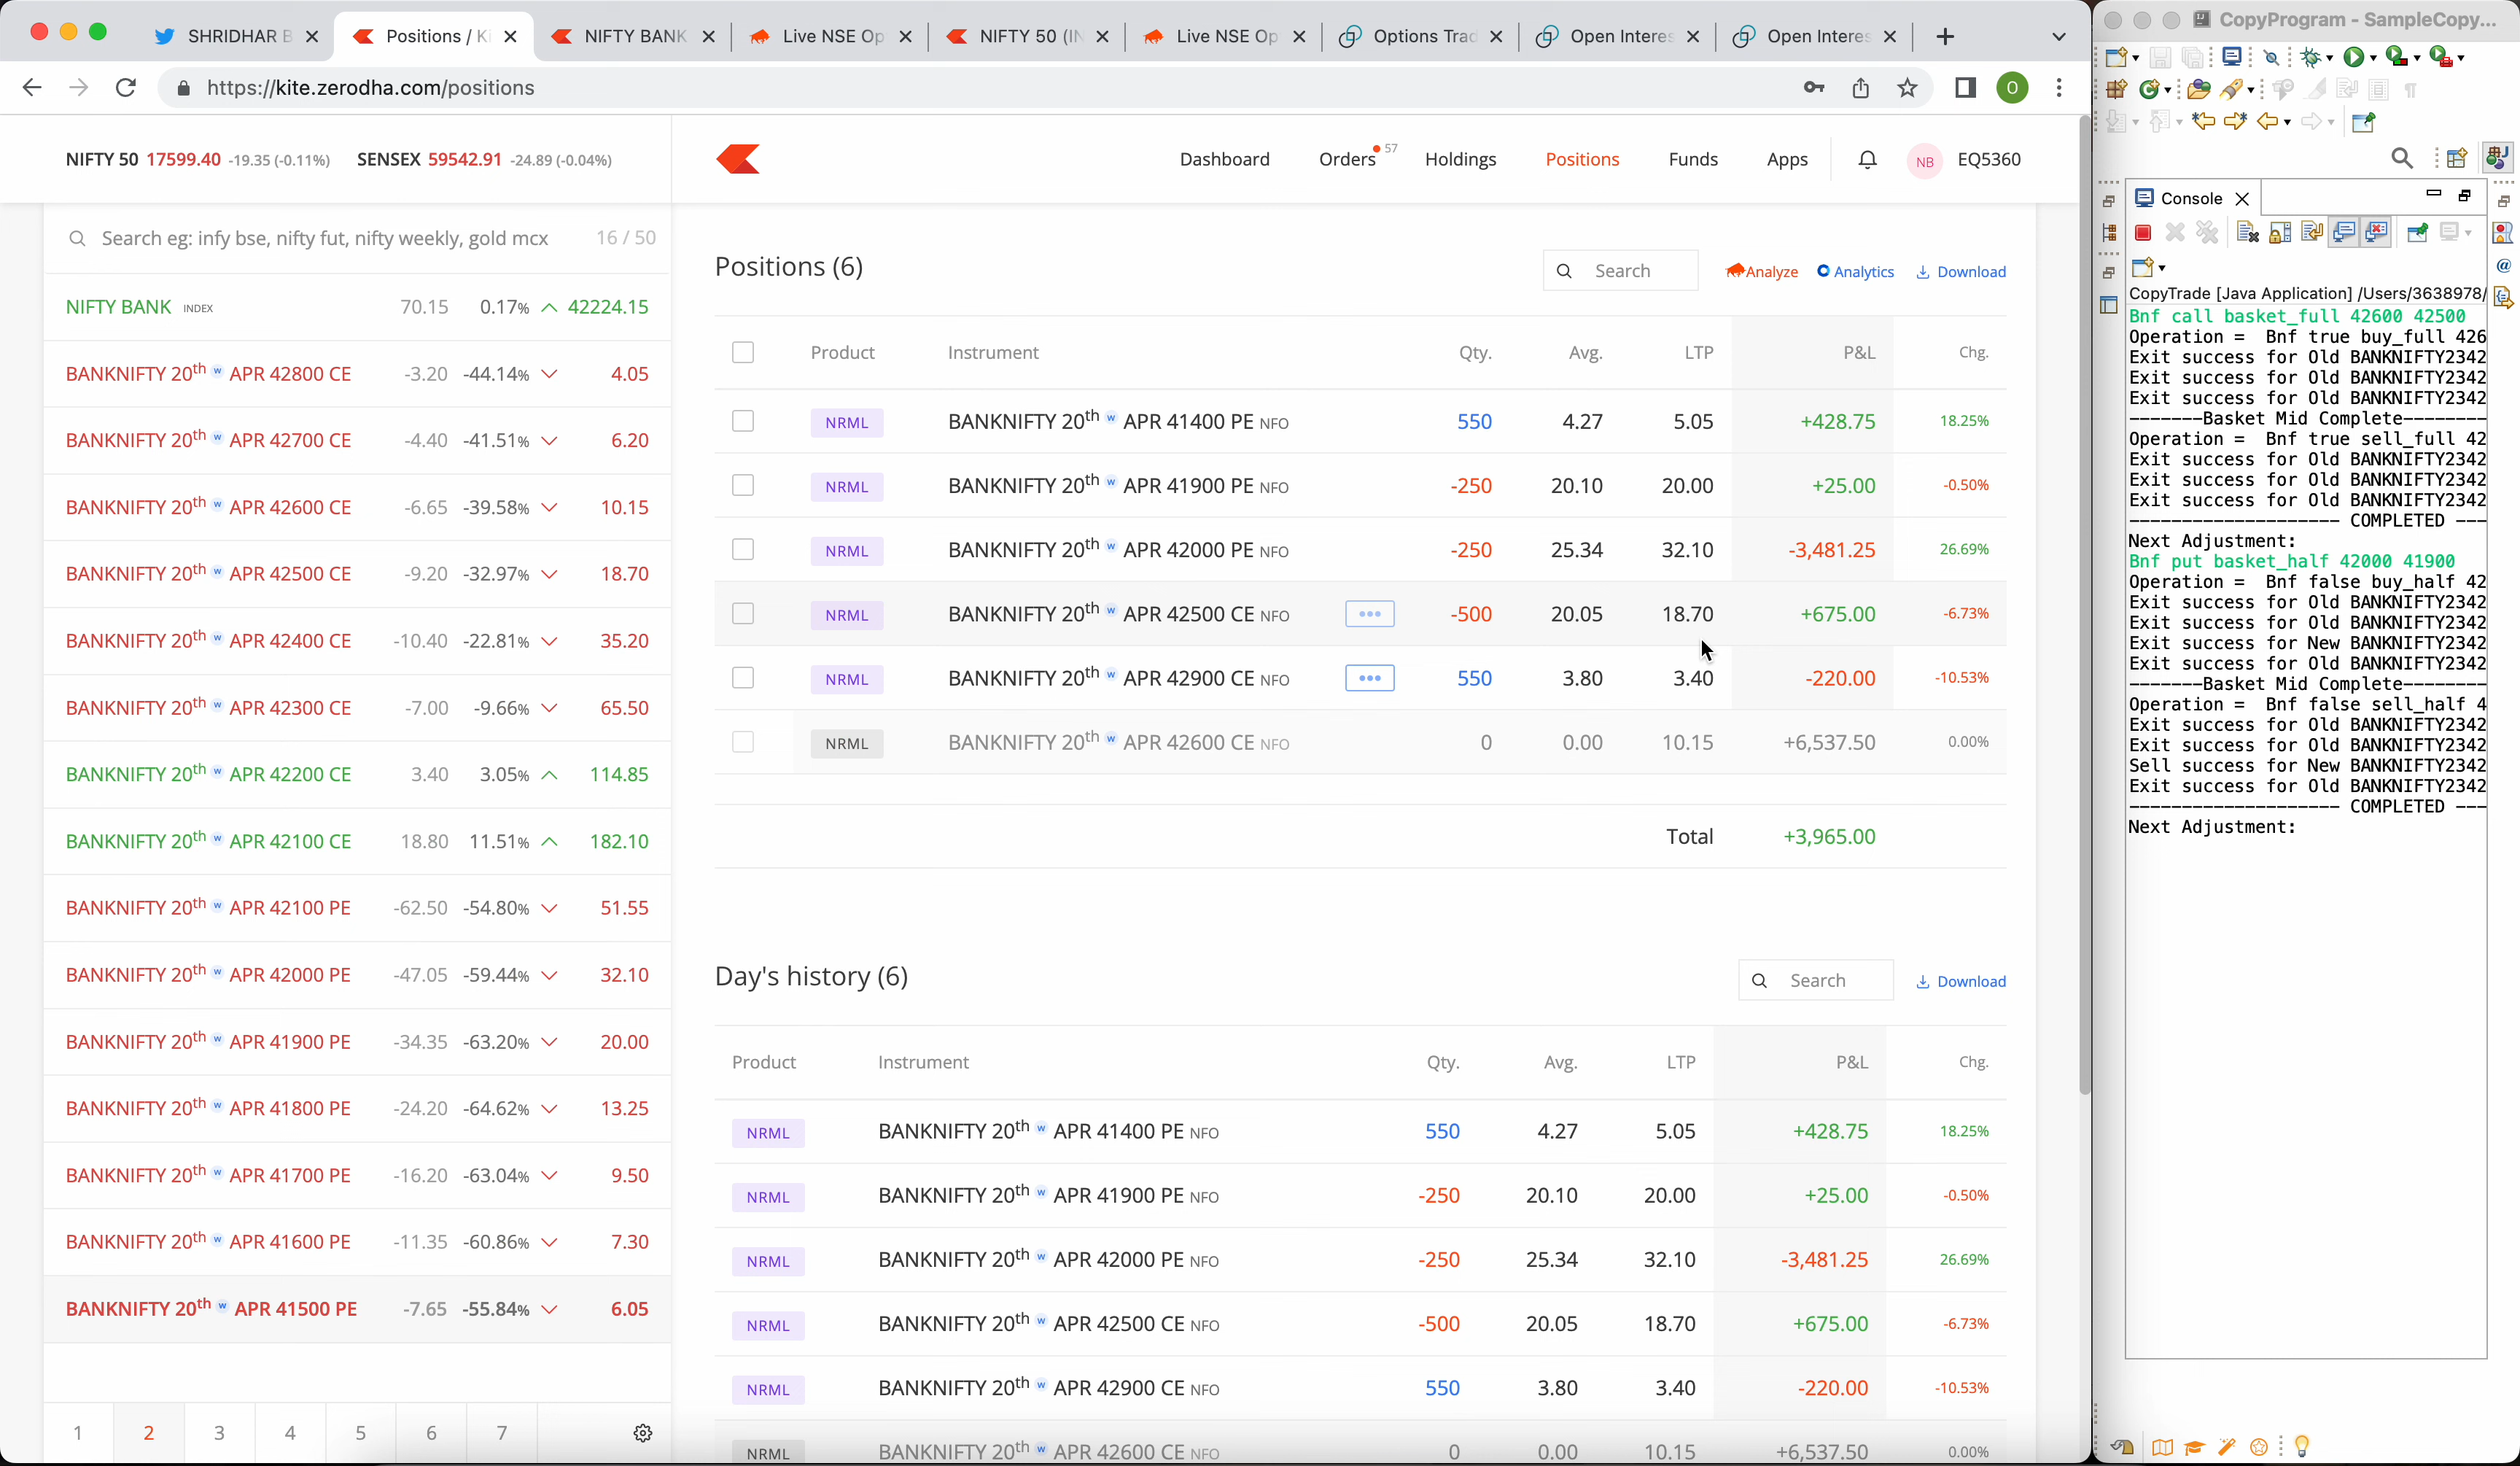 SHRIDHAR B
Positions / Ki
NIFTY BANK
Live NSE Op
NIFTY 50 (IN
Live NSE Op
Options Trad
Open Interes
Open Interes
CopyProgram - SampleCopy...
https://kite.zerodha.com/positions
O
NIFTY 50 17599.40 -19.35 (-0.11%) SENSEX 59542.91 -24.89 (-0.04%)
Dashboard Orders 57 Holdings Positions Funds Apps NB EQ5360
Search eg: infy bse, nifty fut, nifty weekly, gold mcx 16 / 50
NIFTY BANK INDEX 70.15 0.17% 42224.15
BANKNIFTY 20th w APR 42800 CE -3.20 -44.14% 4.05
BANKNIFTY 20th w APR 42700 CE -4.40 -41.51% 6.20
BANKNIFTY 20th w APR 42600 CE -6.65 -39.58% 10.15
BANKNIFTY 20th w APR 42500 CE -9.20 -32.97% 18.70
BANKNIFTY 20th w APR 42400 CE -10.40 -22.81% 35.20
BANKNIFTY 20th w APR 42300 CE -7.00 -9.66% 65.50
BANKNIFTY 20th w APR 42200 CE 3.40 3.05% 114.85
BANKNIFTY 20th w APR 42100 CE 18.80 11.51% 182.10
BANKNIFTY 20th w APR 42100 PE -62.50 -54.80% 51.55
BANKNIFTY 20th w APR 42000 PE -47.05 -59.44% 32.10
BANKNIFTY 20th w APR 41900 PE -34.35 -63.20% 20.00
BANKNIFTY 20th w APR 41800 PE -24.20 -64.62% 13.25
BANKNIFTY 20th w APR 41700 PE -16.20 -63.04% 9.50
BANKNIFTY 20th w APR 41600 PE -11.35 -60.86% 7.30
BANKNIFTY 20th w APR 41500 PE -7.65 -55.84% 6.05
1 2 3 4 5 6 7
Positions (6) Search Analyze Analytics Download
Product Instrument Qty. Avg. LTP P&L Chg.
NRML BANKNIFTY 20th w APR 41400 PE NFO 550 4.27 5.05 +428.75 18.25%
NRML BANKNIFTY 20th w APR 41900 PE NFO -250 20.10 20.00 +25.00 -0.50%
NRML BANKNIFTY 20th w APR 42000 PE NFO -250 25.34 32.10 -3,481.25 26.69%
NRML BANKNIFTY 20th w APR 42500 CE NFO -500 20.05 18.70 +675.00 -6.73%
NRML BANKNIFTY 20th w APR 42900 CE NFO 550 3.80 3.40 -220.00 -10.53%
NRML BANKNIFTY 20th w APR 42600 CE NFO 0 0.00 10.15 +6,537.50 0.00%
Total +3,965.00
Day's history (6) Search Download
Product Instrument Qty. Avg. LTP P&L Chg.
NRML BANKNIFTY 20th w APR 41400 PE NFO 550 4.27 5.05 +428.75 18.25%
NRML BANKNIFTY 20th w APR 41900 PE NFO -250 20.10 20.00 +25.00 -0.50%
NRML BANKNIFTY 20th w APR 42000 PE NFO -250 25.34 32.10 -3,481.25 26.69%
NRML BANKNIFTY 20th w APR 42500 CE NFO -500 20.05 18.70 +675.00 -6.73%
NRML BANKNIFTY 20th w APR 42900 CE NFO 550 3.80 3.40 -220.00 -10.53%
NRML BANKNIFTY 20th w APR 42600 CE NFO 0 0.00 10.15 +6,537.50 0.00%
Console
CopyTrade [Java Application] /Users/3638978/
Bnf call basket_full 42600 42500
Operation = Bnf true buy_full 426
Exit success for Old BANKNIFTY2342
Exit success for Old BANKNIFTY2342
Exit success for Old BANKNIFTY2342
-------Basket Mid Complete--------
Operation = Bnf true sell_full 42
Exit success for Old BANKNIFTY2342
Exit success for Old BANKNIFTY2342
Exit success for Old BANKNIFTY2342
-------------------- COMPLETED ---
Next Adjustment:
Bnf put basket_half 42000 41900
Operation = Bnf false buy_half 42
Exit success for Old BANKNIFTY2342
Exit success for Old BANKNIFTY2342
Exit success for New BANKNIFTY2342
Exit success for Old BANKNIFTY2342
-------Basket Mid Complete--------
Operation = Bnf false sell_half 4
Exit success for Old BANKNIFTY2342
Exit success for Old BANKNIFTY2342
Sell success for New BANKNIFTY2342
Exit success for Old BANKNIFTY2342
-------------------- COMPLETED ---
Next Adjustment: